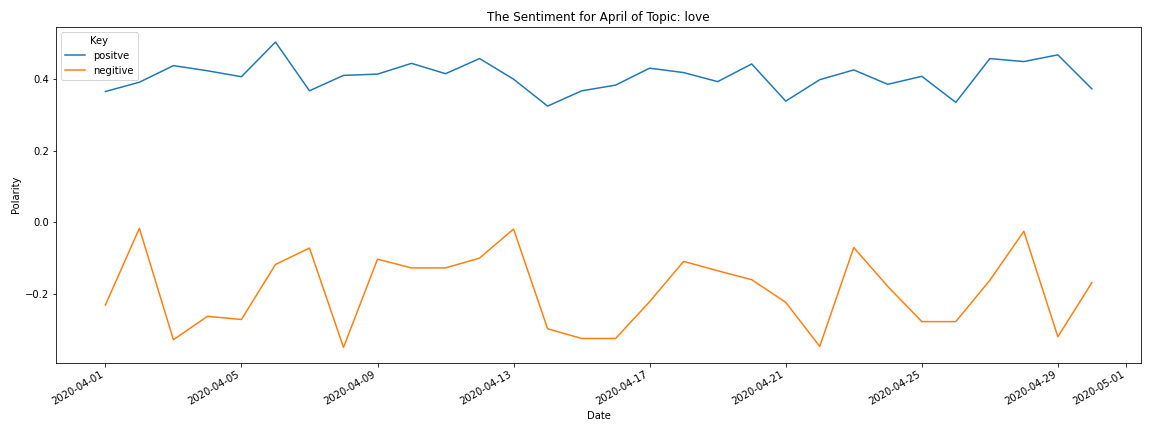 The Sentiment for April of Topic: love
Key
positve
negitive
Polarity
0.4
0.2
0.0
−0.2
2020-04-01
2020-04-05
2020-04-09
2020-04-13
2020-04-17
2020-04-21
2020-04-25
2020-04-29
2020-05-01
Date